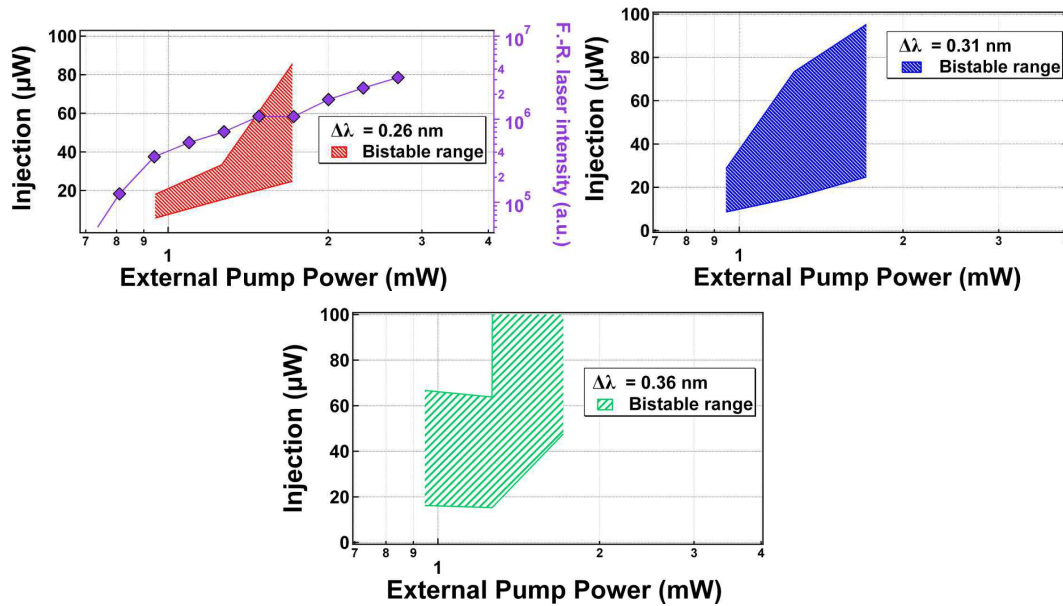 100
80
60
40
20
Injection (µW)
Δλ = 0.26 nm
Bistable range
10⁷
4
2
10⁶
4
2
10⁵
F.-R. laser intensity (a.u.)
7 8 9 1 2 3 4
External Pump Power (mW)
100
80
60
40
20
0
Injection (µW)
Δλ = 0.31 nm
Bistable range
7 8 9 1 2 3 4
External Pump Power (mW)
100
80
60
40
20
0
Injection (µW)
Δλ = 0.36 nm
Bistable range
7 8 9 1 2 3 4
External Pump Power (mW)